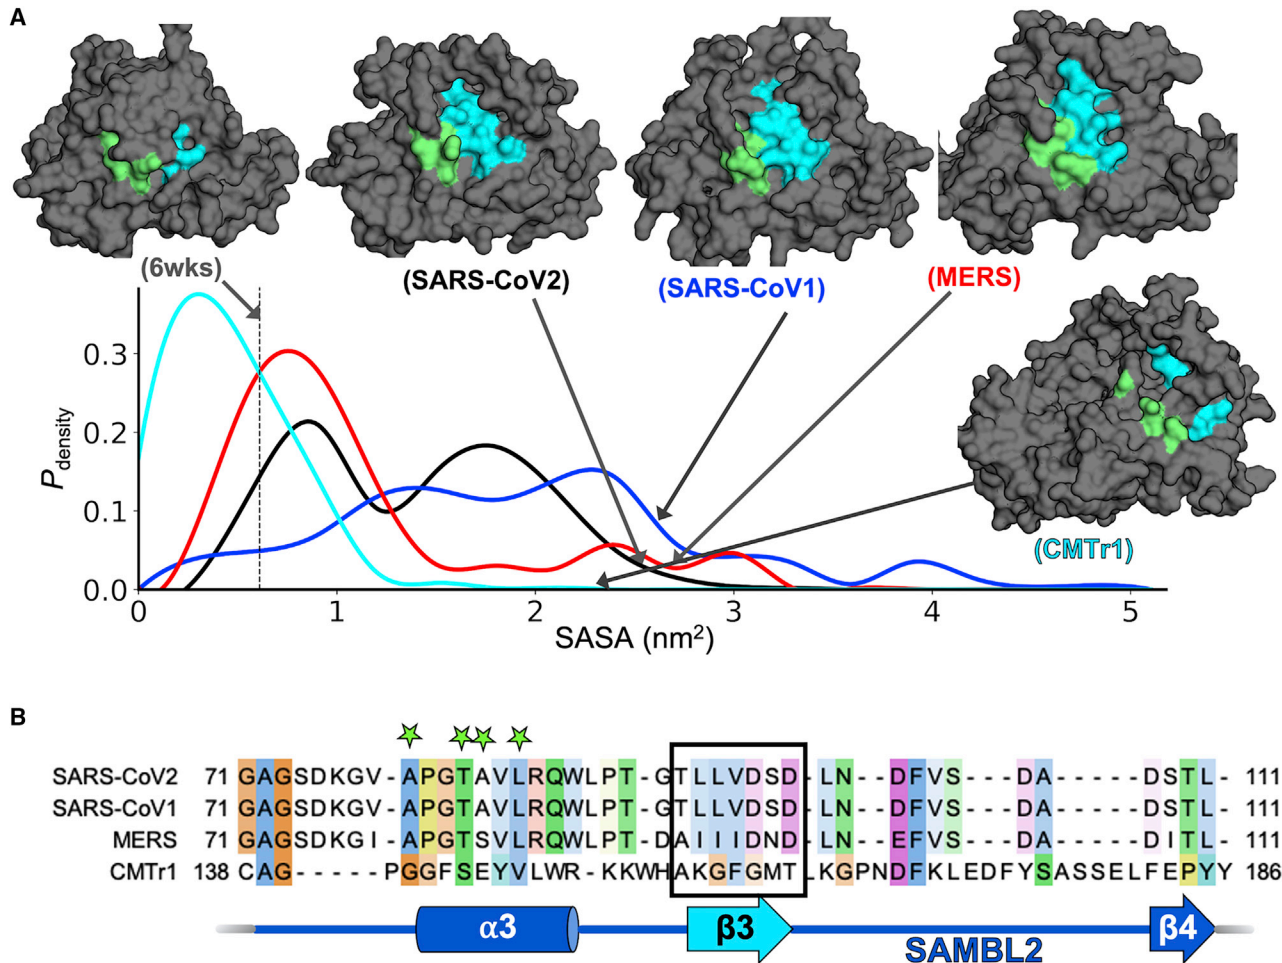 A
(6wks)
(SARS-CoV2)
(SARS-CoV1)
(MERS)
(CMTr1)
0.3
0.2
0.1
0.0
Pdensity
0 1 2 3 4 5
SASA (nm²)
B
SARS-CoV2 71 GAGSDKGV-APGTAVLRQWLPT-GTLLVDSD-LN--DFVS---DA-----DSTL- 111
SARS-CoV1 71 GAGSDKGV-APGTAVLRQWLPT-GTLLVDSD-LN--DFVS---DA-----DSTL- 111
MERS 71 GAGSDKGI-APGTSVLRQWLPT-DAIIIDND-LN--EFVS---DA-----DITL- 111
CMTr1 138 CAG-----PGGFSEYVLWR-KKWHAKGFGMTLKGPNDFKLEDFYSASSELFEPYY 186
α3
β3
SAMBL2
β4